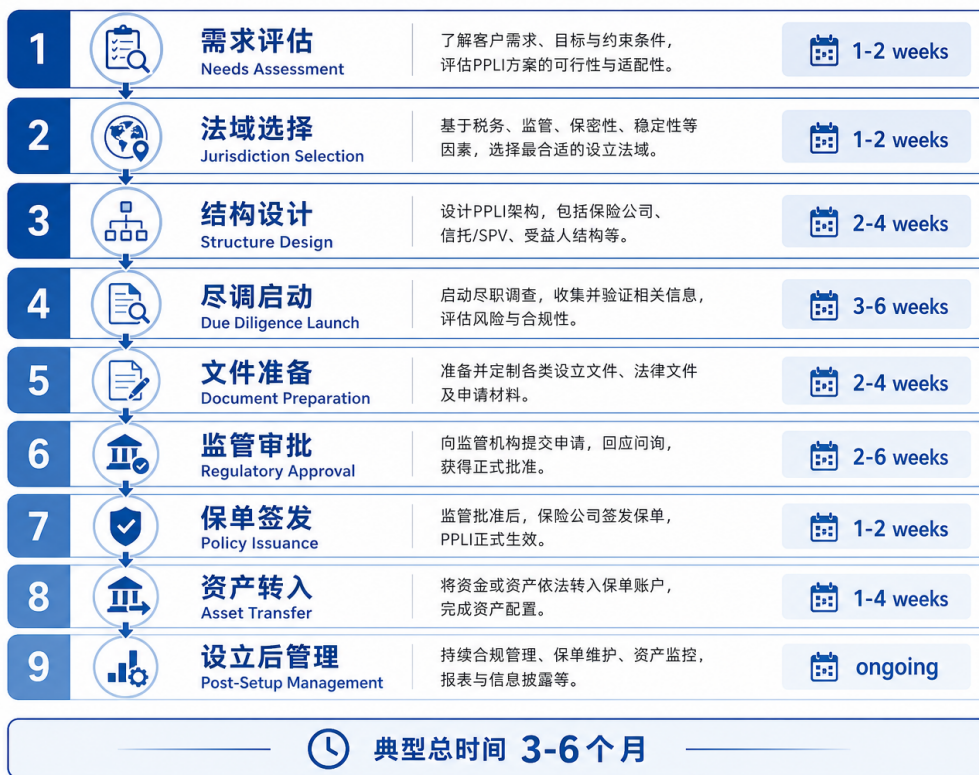 1
需求评估
Needs Assessment
了解客户需求、目标与约束条件，
评估PPLI方案的可行性与适配性。
1-2 weeks
2
法域选择
Jurisdiction Selection
基于税务、监管、保密性、稳定性等
因素，选择最合适的设立法域。
1-2 weeks
3
结构设计
Structure Design
设计PPLI架构，包括保险公司、
信托/SPV、受益人结构等。
2-4 weeks
4
尽调启动
Due Diligence Launch
启动尽职调查，收集并验证相关信息，
评估风险与合规性。
3-6 weeks
5
文件准备
Document Preparation
准备并定制各类设立文件、法律文件
及申请材料。
2-4 weeks
6
监管审批
Regulatory Approval
向监管机构提交申请，回应问询，
获得正式批准。
2-6 weeks
7
保单签发
Policy Issuance
监管批准后，保险公司签发保单，
PPLI正式生效。
1-2 weeks
8
资产转入
Asset Transfer
将资金或资产依法转入保单账户，
完成资产配置。
1-4 weeks
9
设立后管理
Post-Setup Management
持续合规管理、保单维护、资产监控，
报表与信息披露等。
ongoing
典型总时间 3-6个月